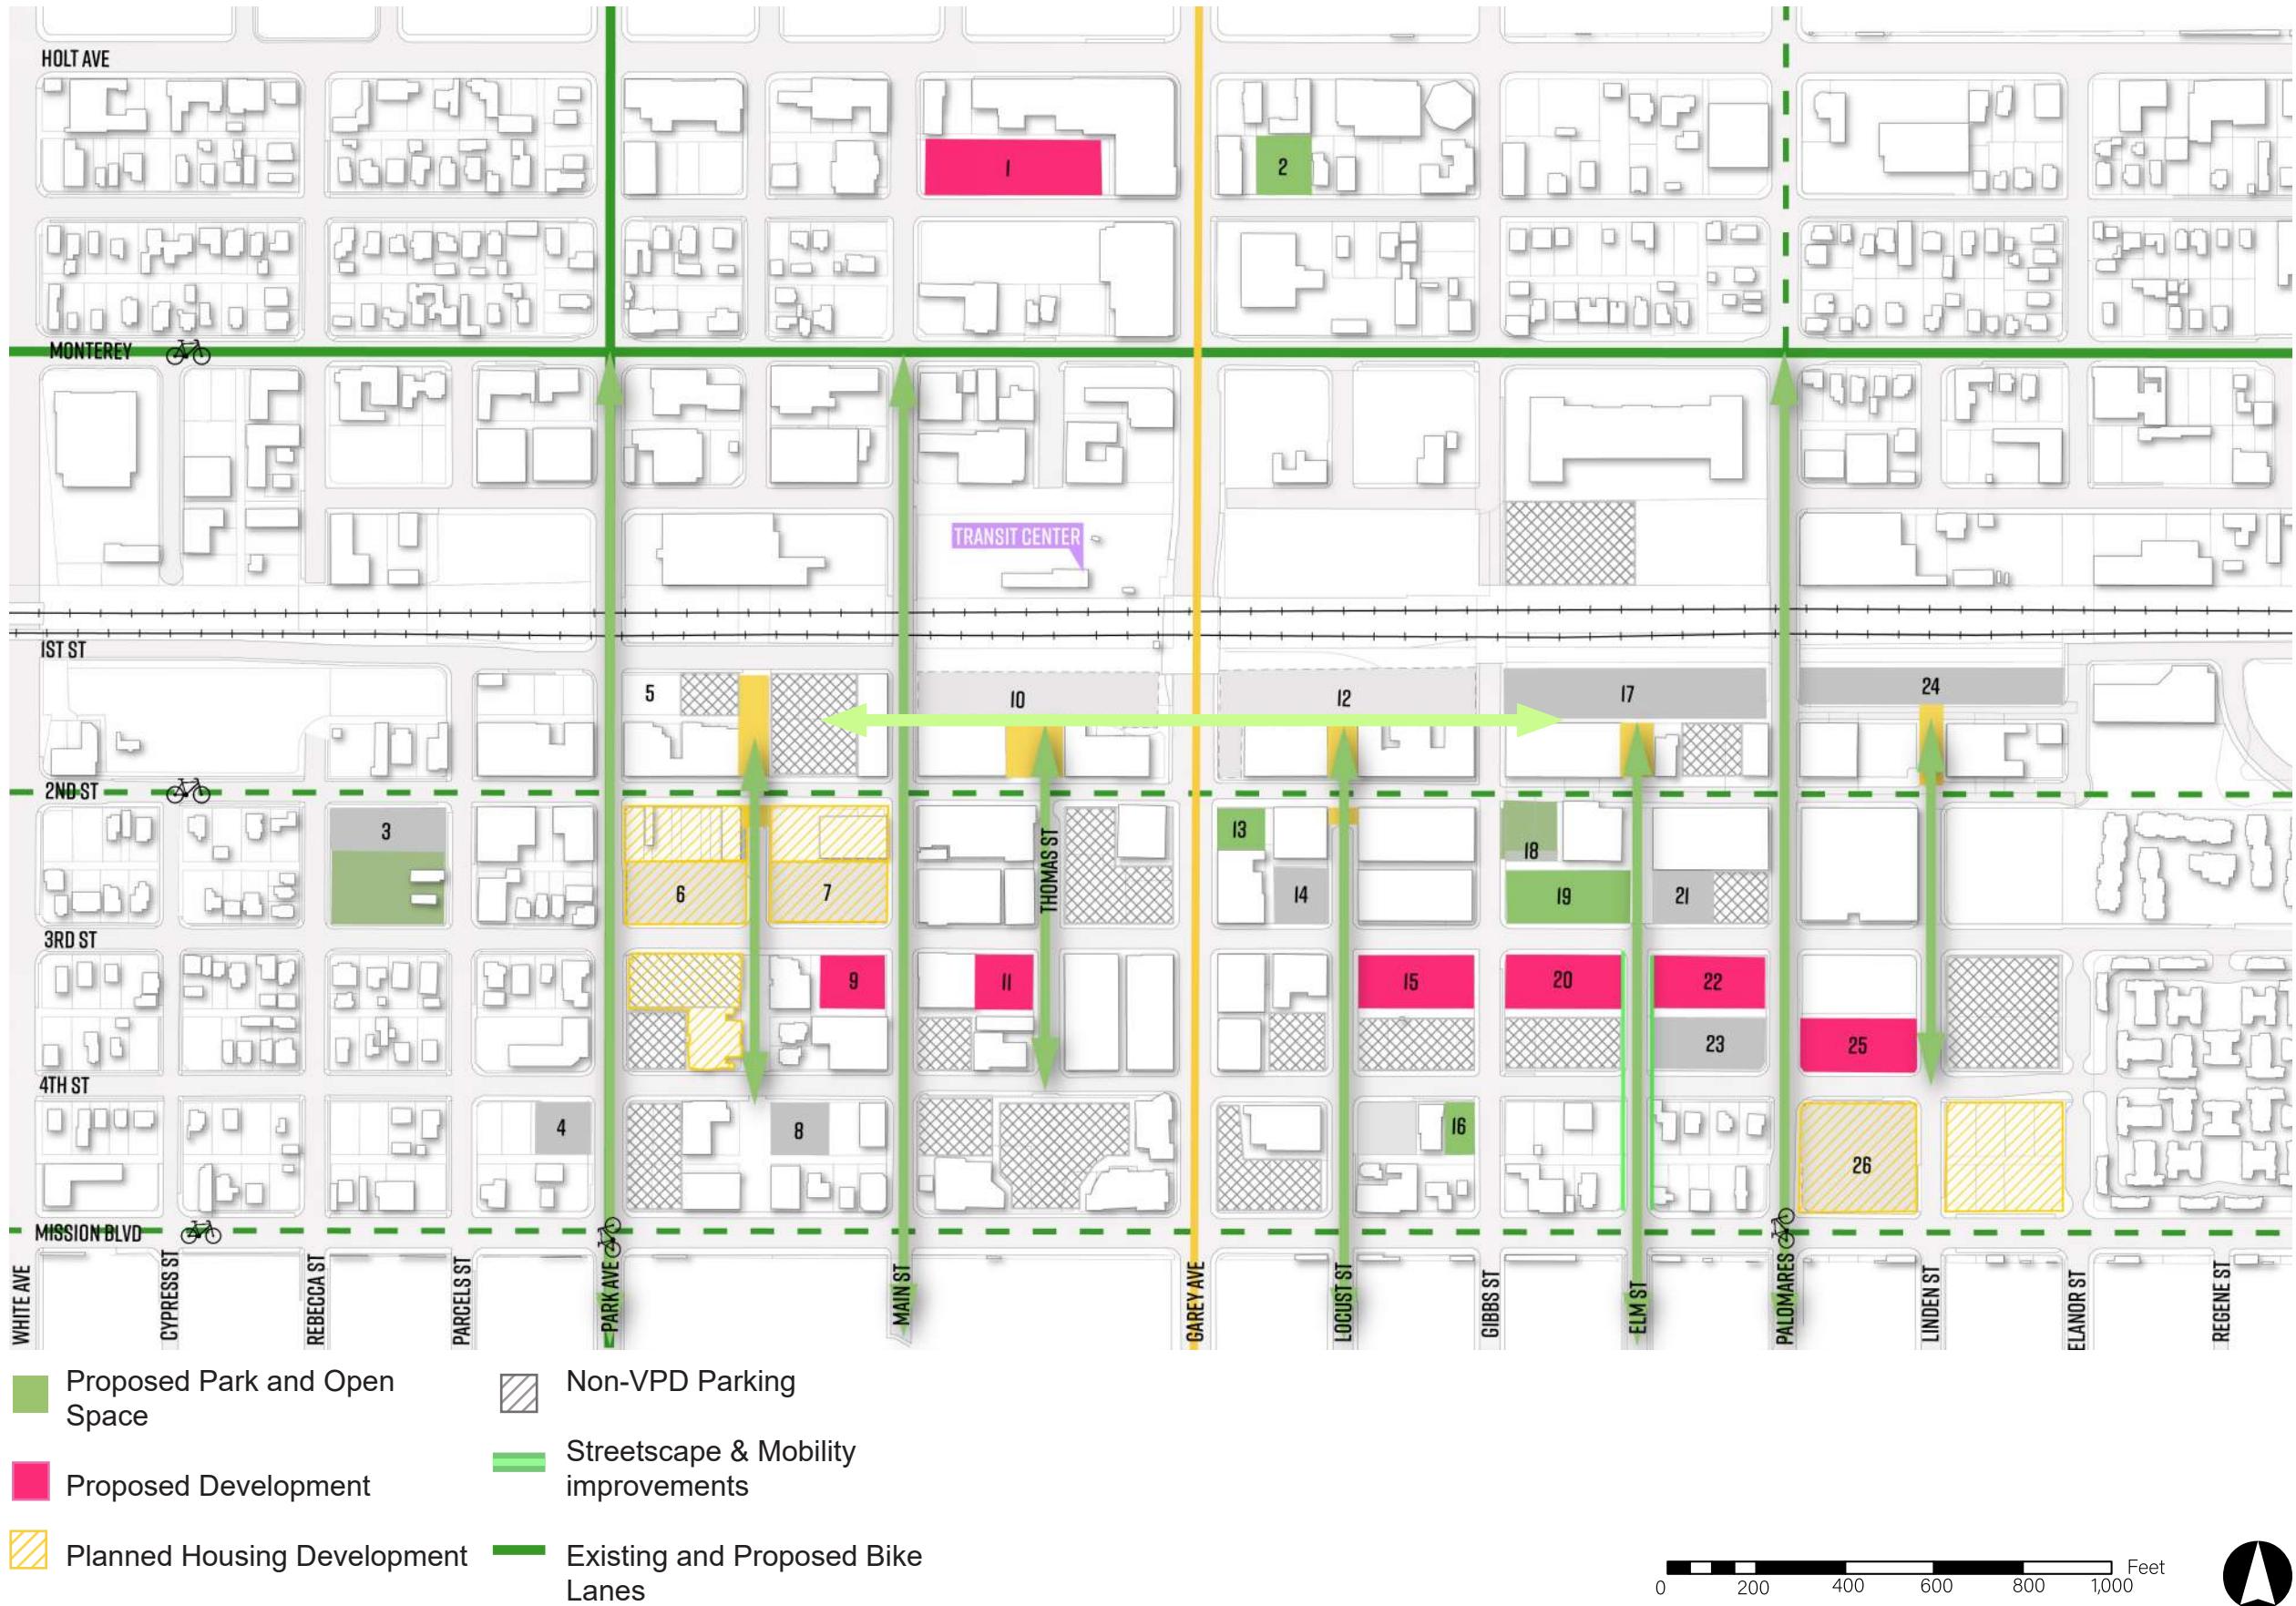 HOLT AVE
1
2
MONTEREY
TRANSIT CENTER
1ST ST
5
10
12
17
24
2ND ST
3
13
18
6
7
14
19
21
THOMAS ST
3RD ST
9
11
15
20
22
23
25
4TH ST
4
8
16
26
MISSION BLVD
WHITE AVE
CYPRESS ST
REBECCA ST
PARCELS ST
PARK AVE
MAIN ST
GAREY AVE
LOCUST ST
GIBBS ST
ELM ST
PALOMARES
LINDEN ST
ELANOR ST
REGENE ST
Proposed Park and Open
Space
Proposed Development
Planned Housing Development
Non-VPD Parking
Streetscape & Mobility
improvements
Existing and Proposed Bike
Lanes
Feet
0 200 400 600 800 1,000